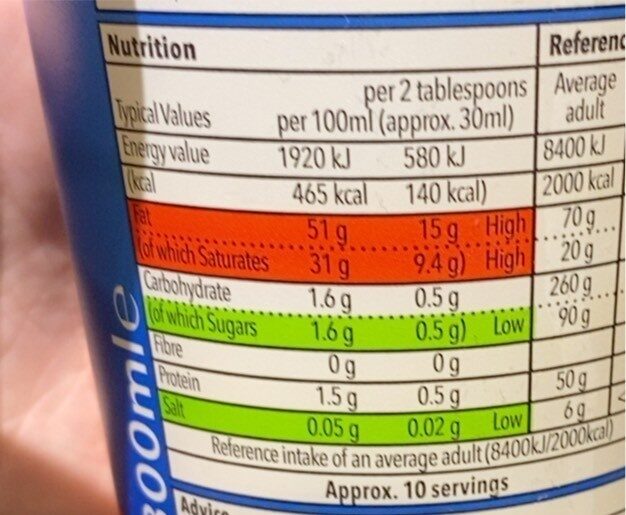 Nutrition
Typical Values per 100ml per 2 tablespoons (approx. 30ml) Average adult
Energy value 1920 kJ 580 kJ 8400 kJ
(kcal 465 kcal 140 kcal) 2000 kcal
Fat 51 g 15 g High 70 g
(of which Saturates 31 g 9.4 g) High 20 g
Carbohydrate 1.6 g 0.5 g 260 g
(of which Sugars 1.6 g 0.5 g) Low 90 g
Fibre 0 g 0 g
Protein 1.5 g 0.5 g 50 g
Salt 0.05 g 0.02 g Low 6 g
Reference intake of an average adult (8400kJ/2000kcal)
Approx. 10 servings